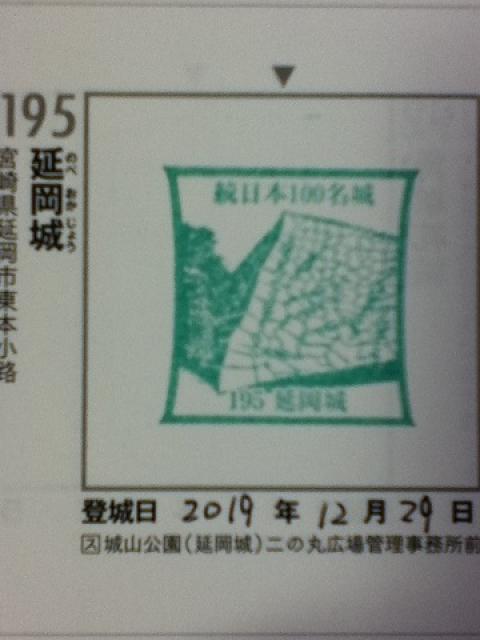 195
延岡城
のべおかじょう
宮崎県延岡市東本小路
続日本100名城
195 延岡城
登城日 2019 年 12 月 29 日
ス城山公園(延岡城)二の丸広場管理事務所前